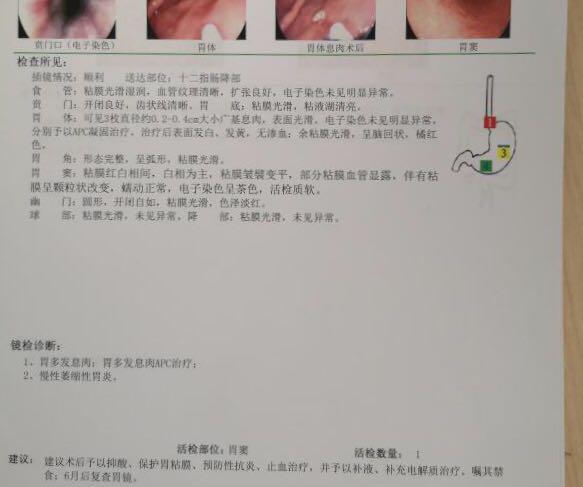 贲门口（电子染色）　胃体　胃体息肉术后　胃窦
检查所见：
插镜情况：顺利　送达部位：十二指肠降部
食　管：粘膜光滑湿润，血管纹理清晰，扩张良好，电子染色未见明显异常。
贲　门：开闭良好，齿状线清晰。胃　底：粘膜光滑，粘液湖清亮。
胃　体：可见3枚直径约0.2-0.4cm大小广基息肉，表面光滑，电子染色未见明显异常，
分别予以APC凝固治疗，治疗后表面发白、发黄，无渗血；余粘膜光滑，呈脑回状，橘红
色。
胃　角：形态完整，呈弧形，粘膜光滑。
胃　窦：粘膜红白相间，白相为主，粘膜皱襞变平，部分粘膜血管显露，伴有粘
膜呈颗粒状改变，蠕动正常，电子染色呈茶色，活检质软。
幽　门：圆形，开闭自如，粘膜光滑，色泽淡红。
球　部：粘膜光滑，未见异常。降　部：粘膜光滑，未见异常。
1
3
4
镜检诊断：
1、胃多发息肉；胃多发息肉APC治疗；
2、慢性萎缩性胃炎。
活检部位：胃窦　活检数量：1
建议：建议术后予以抑酸、保护胃粘膜、预防性抗炎、止血治疗，并予以补液、补充电解质治疗。嘱其禁
食；6月后复查胃镜。